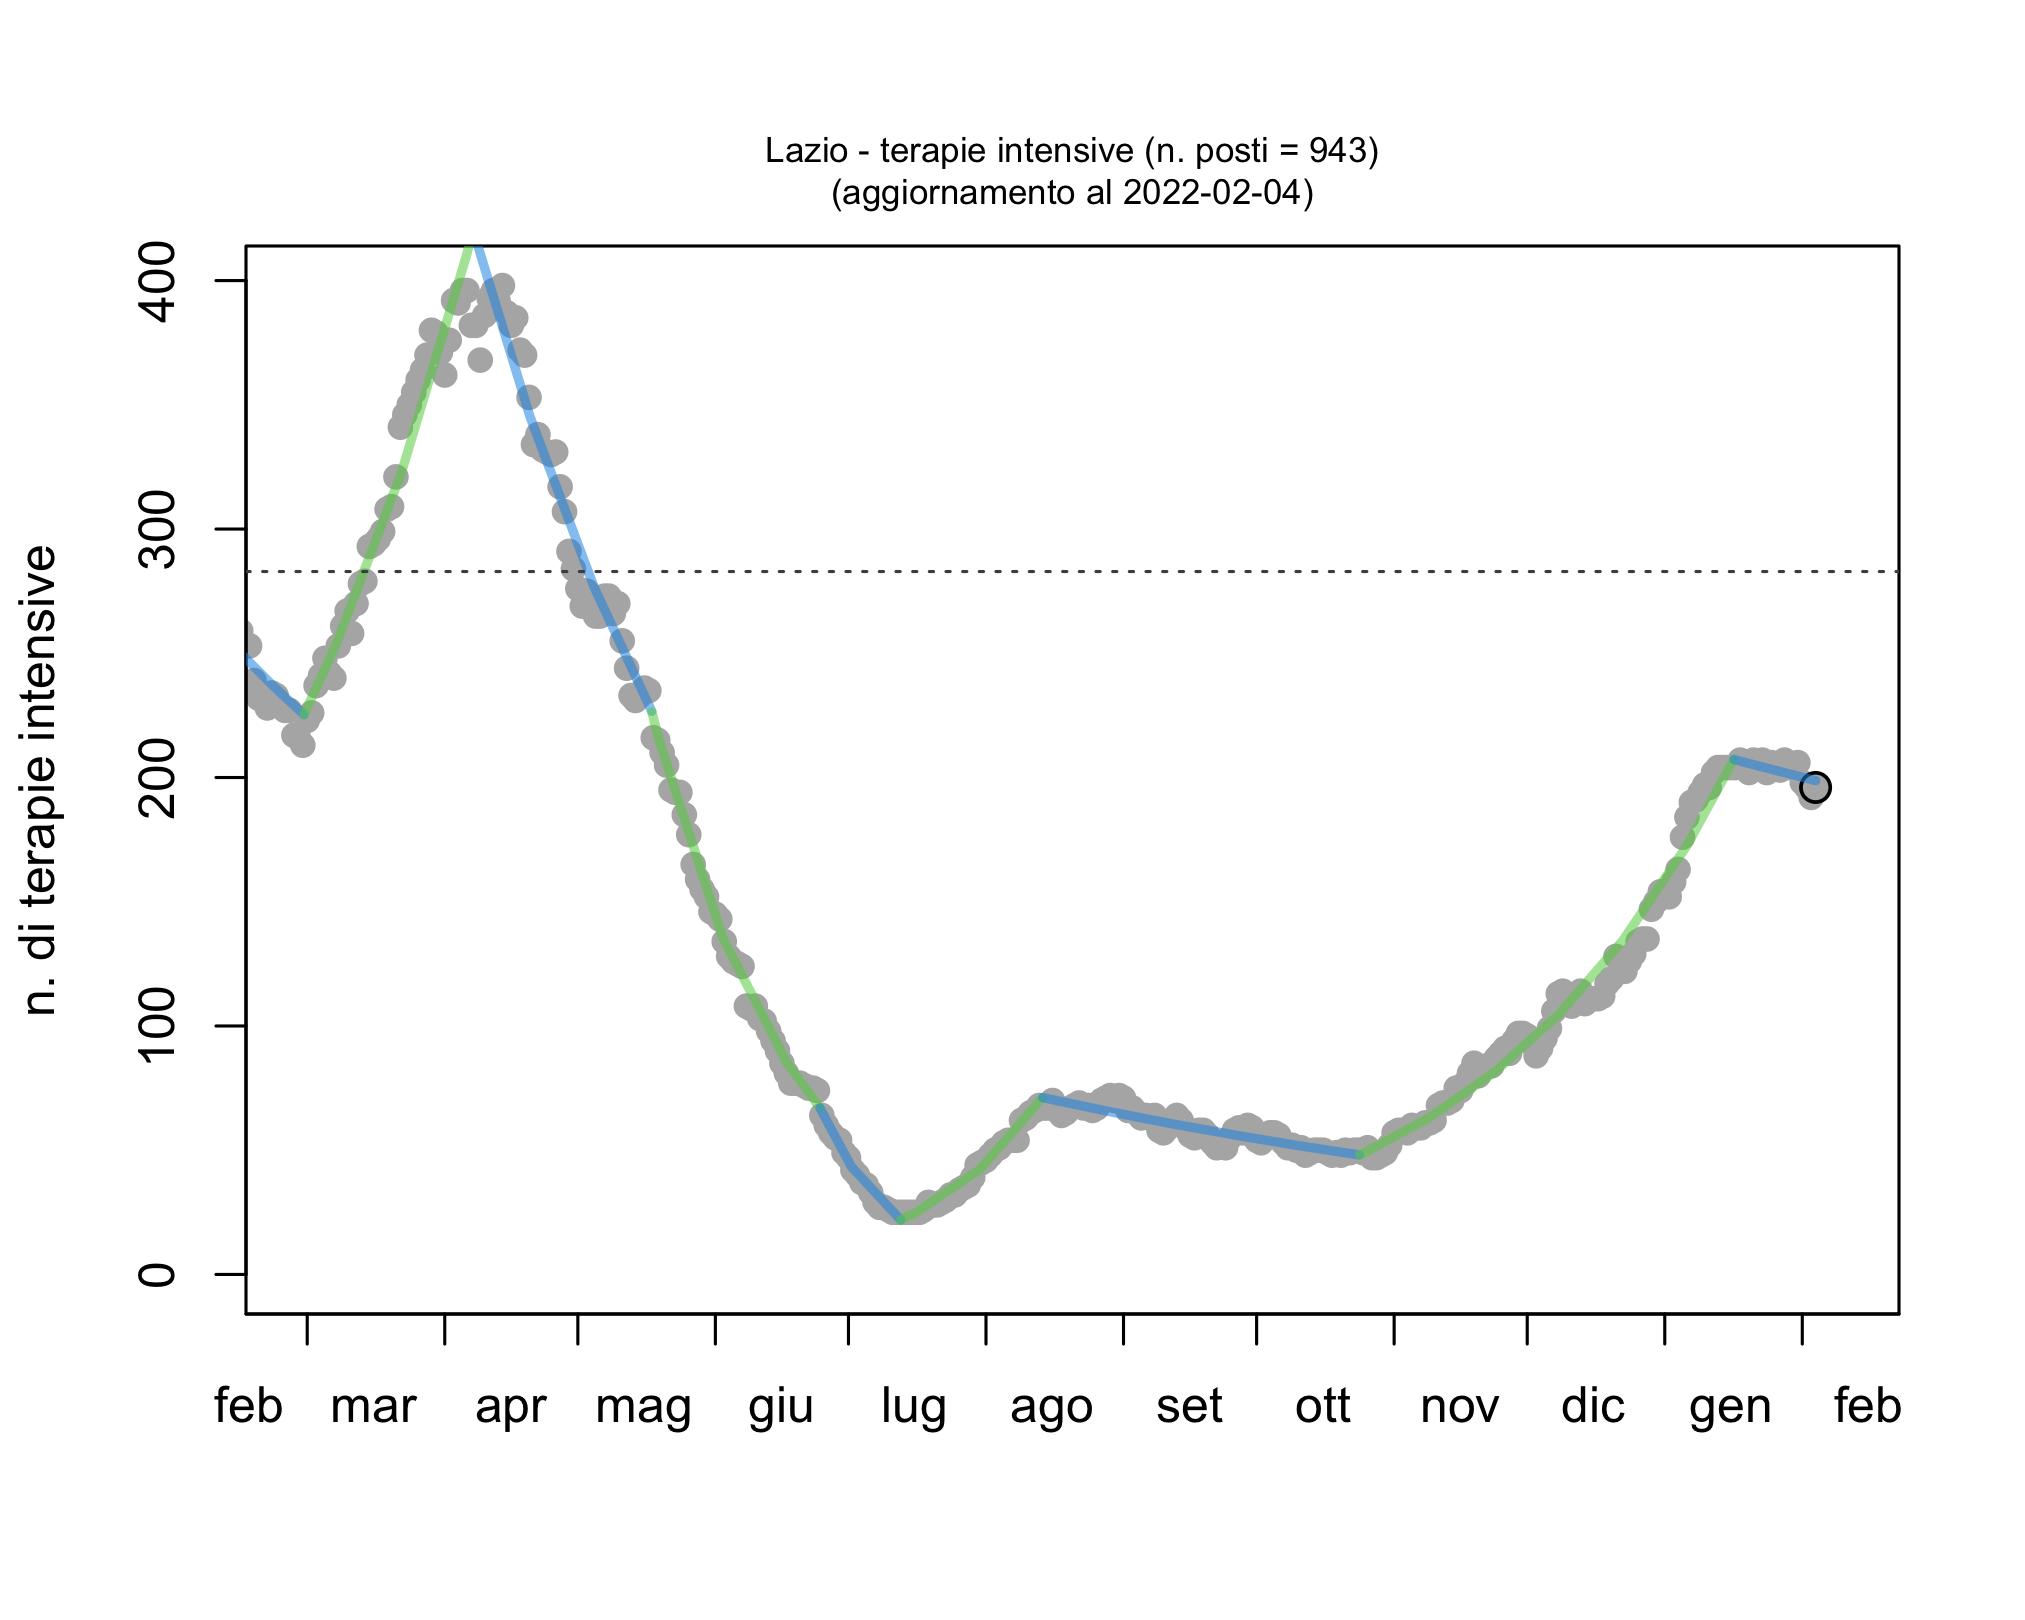 Lazio - terapie intensive (n. posti = 943)
(aggiornamento al 2022-02-04)
n. di terapie intensive
400
300
200
100
0
feb mar apr mag giu lug ago set ott nov dic gen feb